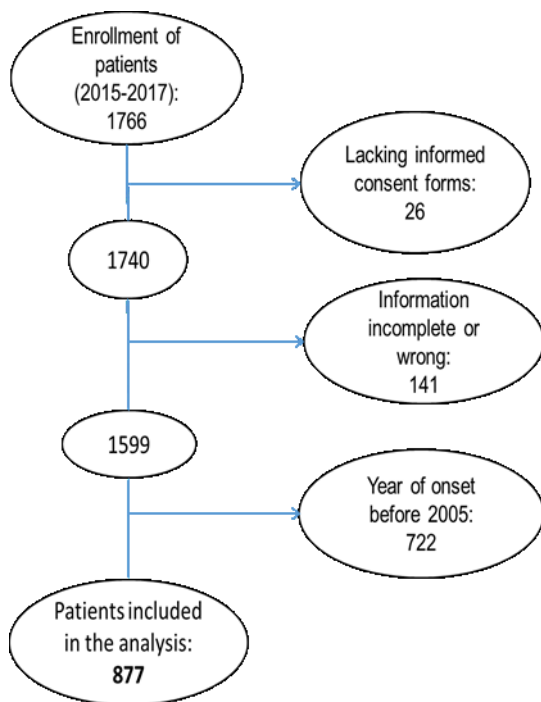 Enrollment of
patients
(2015-2017):
1766
Lacking informed
consent forms:
26
1740
Information
incomplete or
wrong:
141
1599
Year of onset
before 2005:
722
Patients included
in the analysis:
877